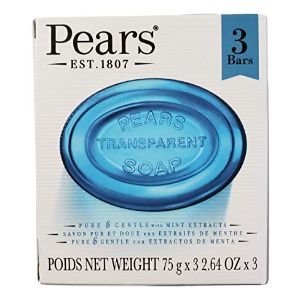 Pears®
EST. 1807
3
Bars
PEARS
TRANSPARENT
SOAP
PURE & GENTLE WITH MINT EXTRACTS
SAVON PUR ET DOUX AUX EXTRAITS DE MENTHE
PURE & GENTLE CON EXTRACTOS DE MENTA
POIDS NET WEIGHT 75 g x 3 2.64 OZ x 3